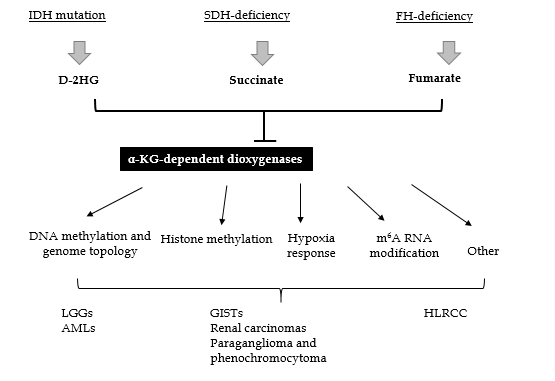 IDH mutation
SDH-deficiency
FH-deficiency
D-2HG
Succinate
Fumarate
α-KG-dependent dioxygenases
DNA methylation and
genome topology
Histone methylation
Hypoxia
response
m⁶A RNA
modification
Other
LGGs
AMLs
GISTs
Renal carcinomas
Paraganglioma and
phenochromocytoma
HLRCC